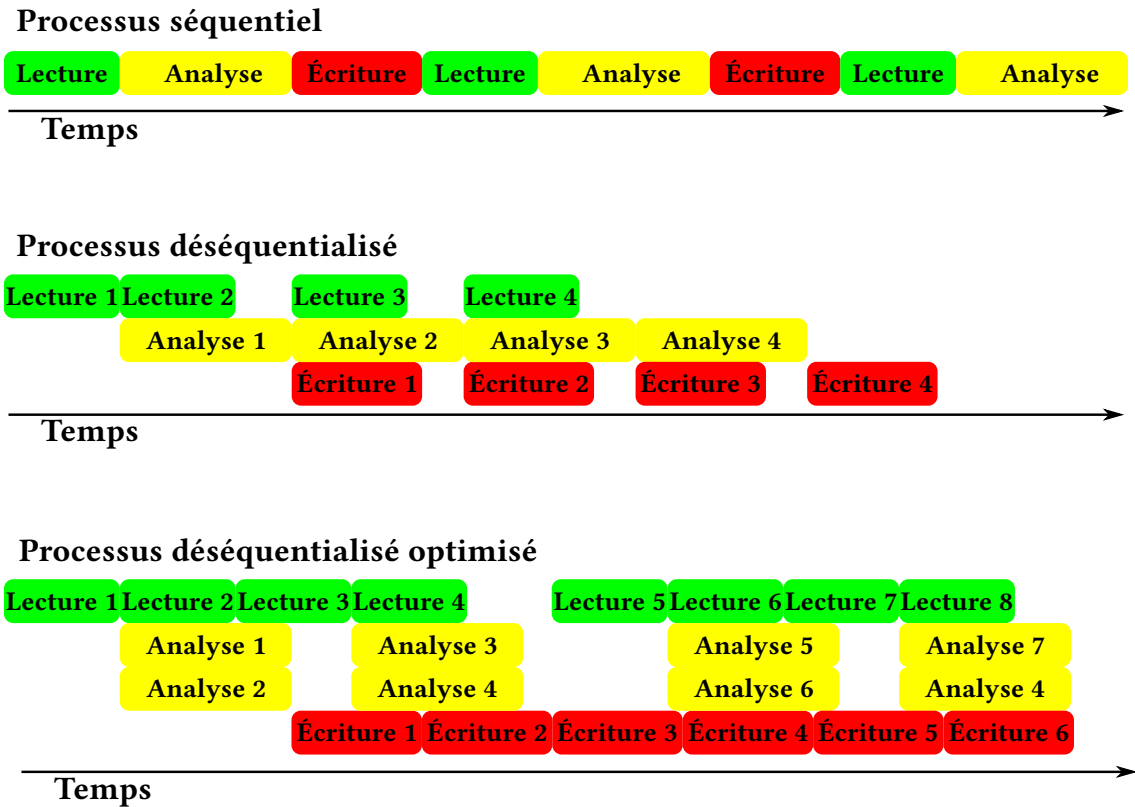 Processus séquentiel
Lecture Analyse Écriture Lecture Analyse Écriture Lecture Analyse
Temps
Processus déséquentialisé
Lecture 1 Lecture 2 Lecture 3 Lecture 4
Analyse 1 Analyse 2 Analyse 3 Analyse 4
Écriture 1 Écriture 2 Écriture 3 Écriture 4
Temps
Processus déséquentialisé optimisé
Lecture 1 Lecture 2 Lecture 3 Lecture 4 Lecture 5 Lecture 6 Lecture 7 Lecture 8
Analyse 1 Analyse 3 Analyse 5 Analyse 7
Analyse 2 Analyse 4 Analyse 6 Analyse 4
Écriture 1 Écriture 2 Écriture 3 Écriture 4 Écriture 5 Écriture 6
Temps